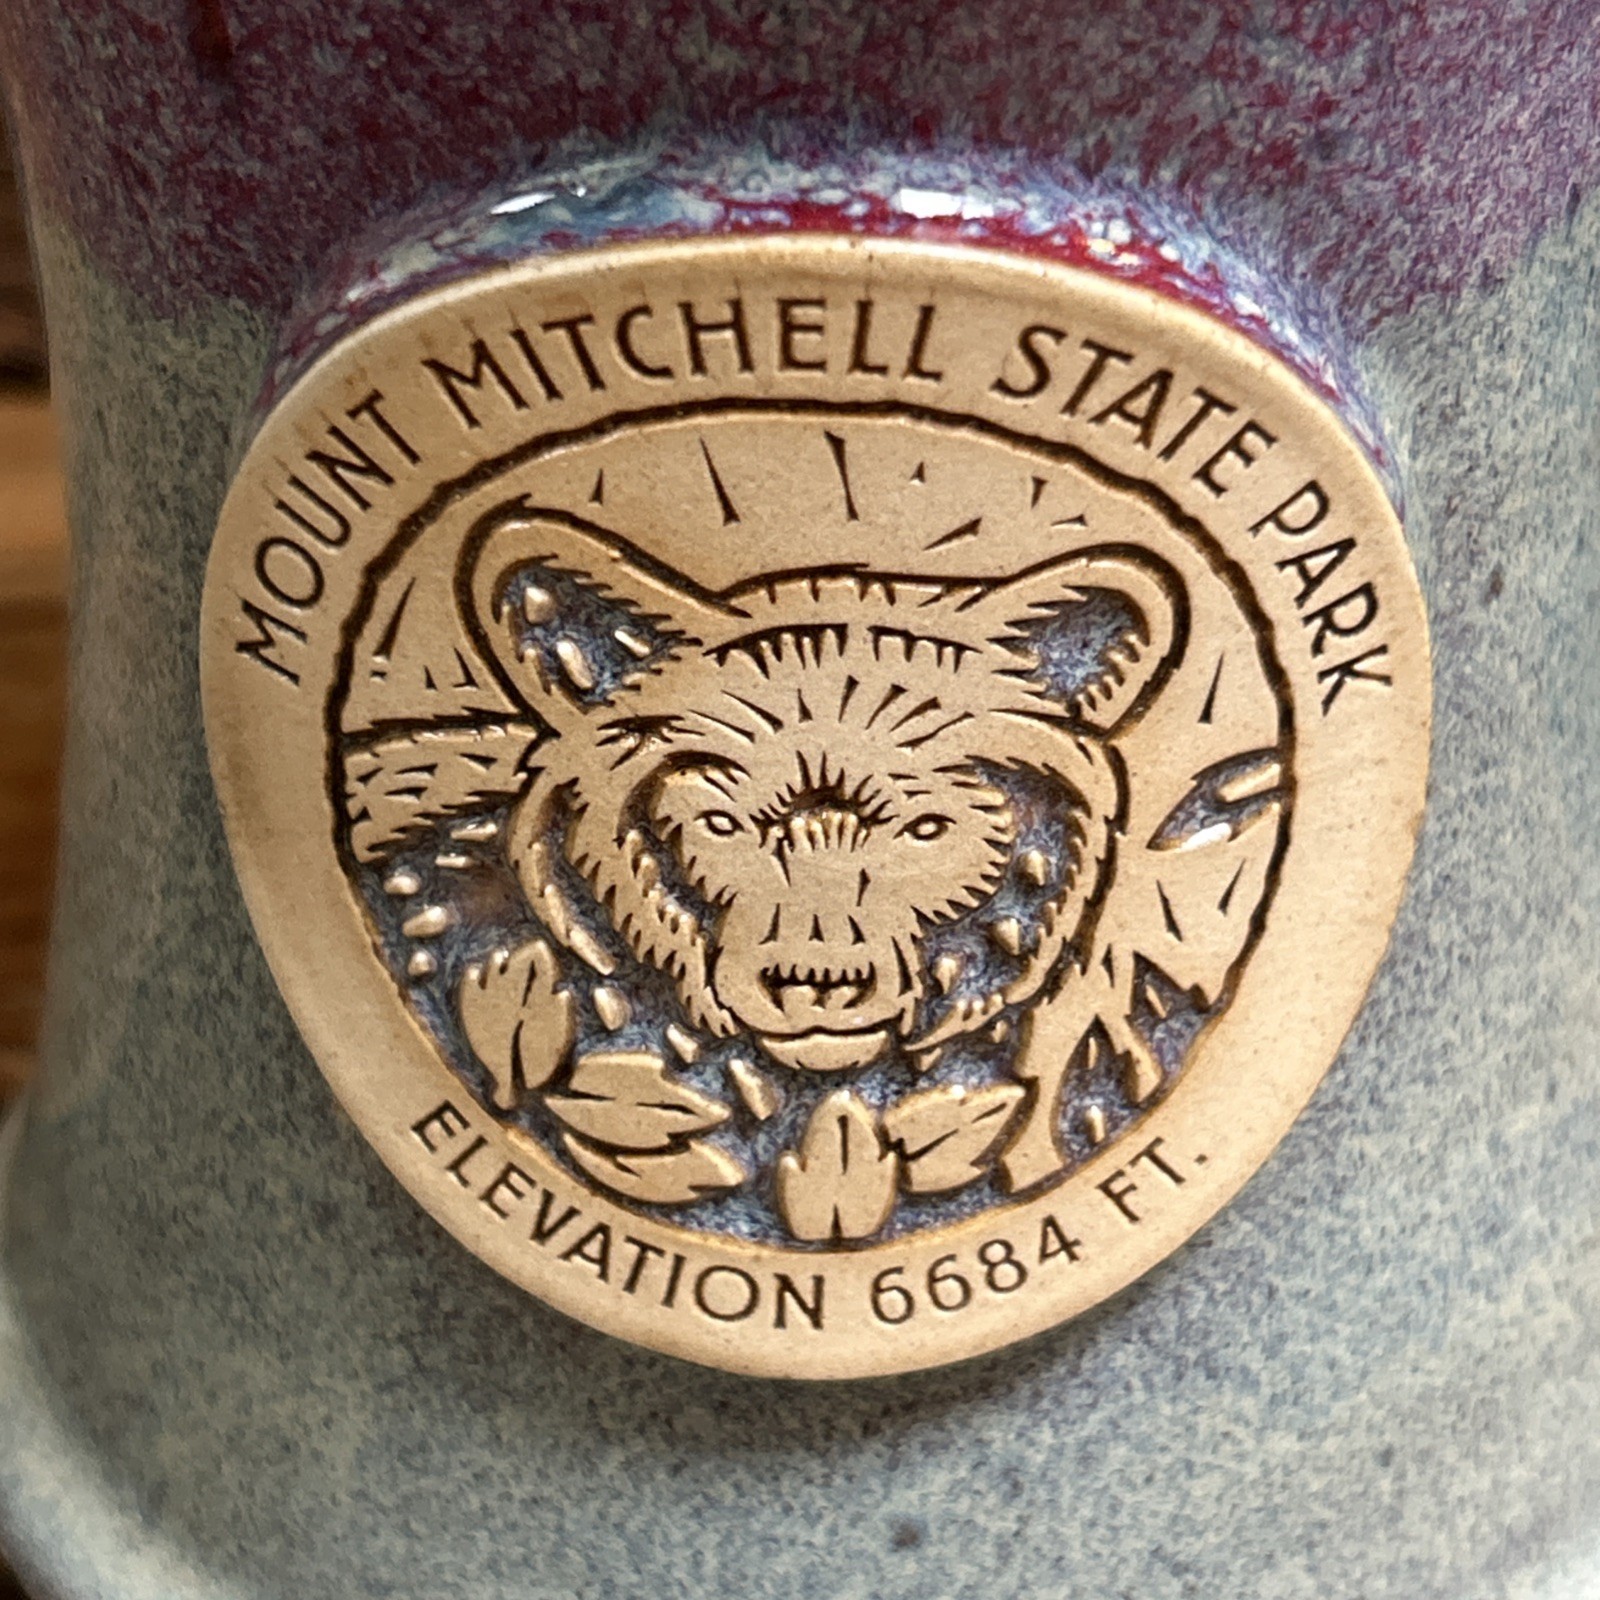 MOUNT MITCHELL STATE PARK
ELEVATION 6684 FT.